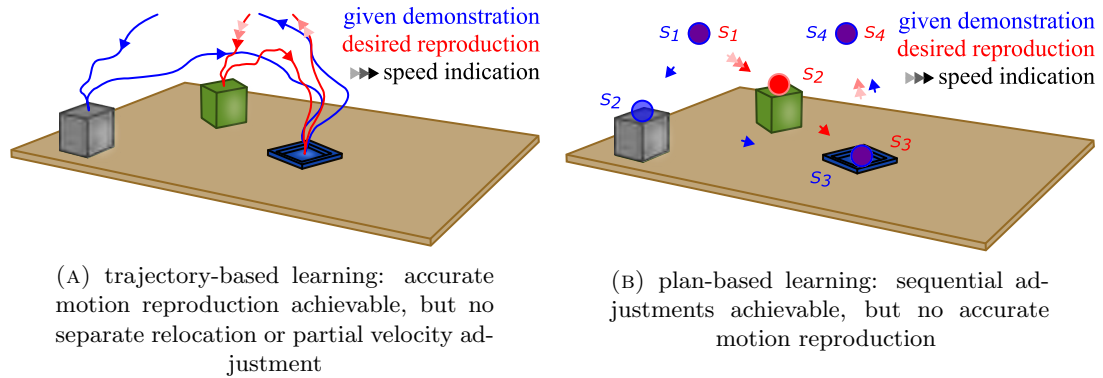 given demonstration
desired reproduction
speed indication
(A) trajectory-based learning: accurate
motion reproduction achievable, but no
separate relocation or partial velocity ad-
justment
S1 S1
S4 S4
given demonstration
desired reproduction
speed indication
S2
S2
S3
S3
(B) plan-based learning: sequential ad-
justments achievable, but no accurate
motion reproduction